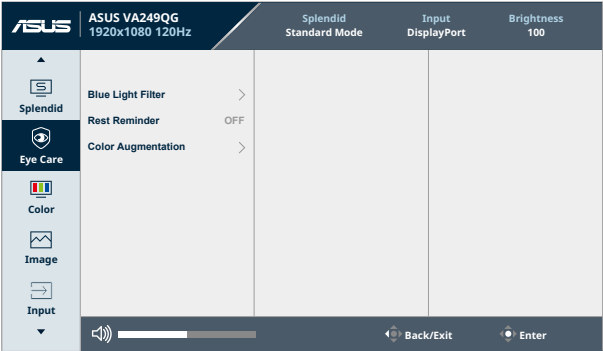 ASUS
ASUS VA249QG
1920x1080 120Hz
Splendid
Standard Mode
Input
DisplayPort
Brightness
100
Splendid
Eye Care
Color
Image
Input
Blue Light Filter
Rest Reminder OFF
Color Augmentation
Back/Exit
Enter